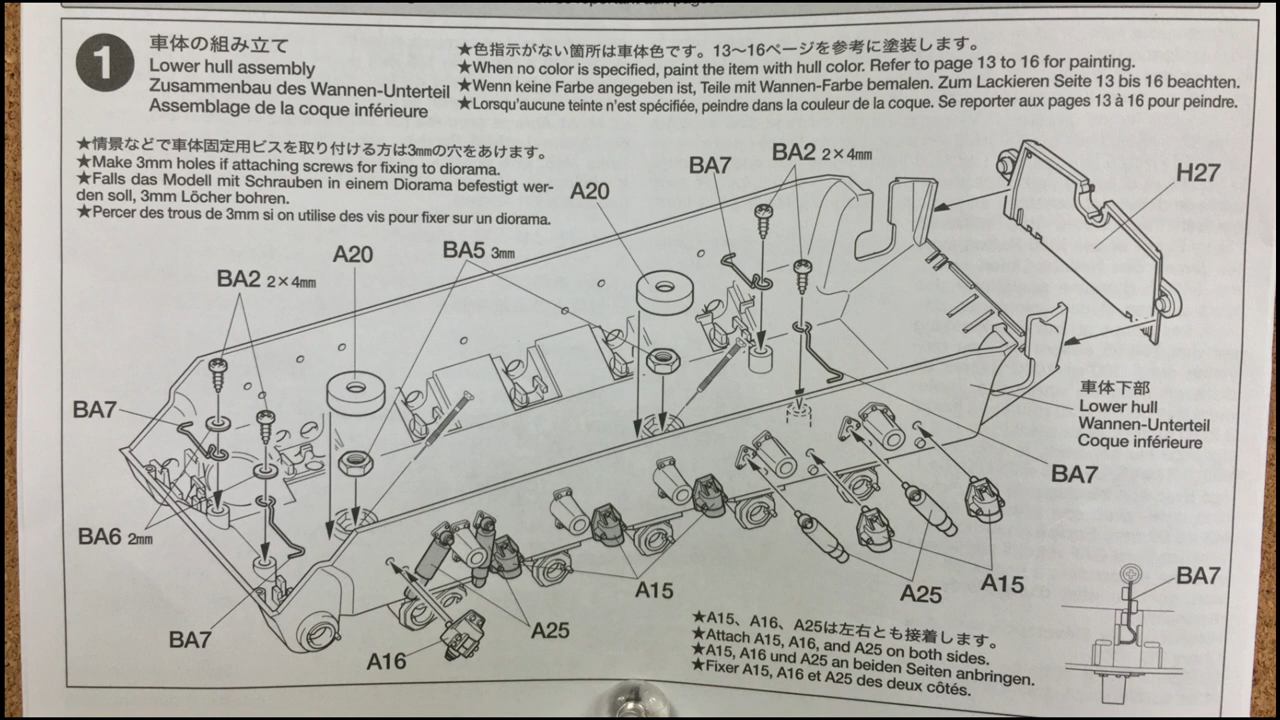 1
車体の組み立て
Lower hull assembly
Zusammenbau des Wannen-Unterteil
Assemblage de la coque inférieure
★色指示がない箇所は車体色です。13～16ページを参考に塗装します。
★When no color is specified, paint the item with hull color. Refer to page 13 to 16 for painting.
★Wenn keine Farbe angegeben ist, Teile mit Wannen-Farbe bemalen. Zum Lackieren Seite 13 bis 16 beachten.
★Lorsqu'aucune teinte n'est spécifiée, peindre dans la couleur de la coque. Se reporter aux pages 13 à 16 pour peindre.
★情景などで車体固定用ビスを取り付ける方は3mmの穴をあけます。
★Make 3mm holes if attaching screws for fixing to diorama.
★Falls das Modell mit Schrauben in einem Diorama befestigt wer-
den soll, 3mm Löcher bohren.
★Percer des trous de 3mm si on utilise des vis pour fixer sur un diorama.
BA7
BA2 2×4mm
H27
A20
BA5 3mm
A20
BA2 2×4mm
BA7
車体下部
Lower hull
Wannen-Unterteil
Coque inférieure
BA7
BA6 2mm
BA7
A16
A25
A15
A25
A15
BA7
★A15、A16、A25は左右とも接着します。
★Attach A15, A16, and A25 on both sides.
★A15, A16 und A25 an beiden Seiten anbringen.
★Fixer A15, A16 et A25 des deux côtés.